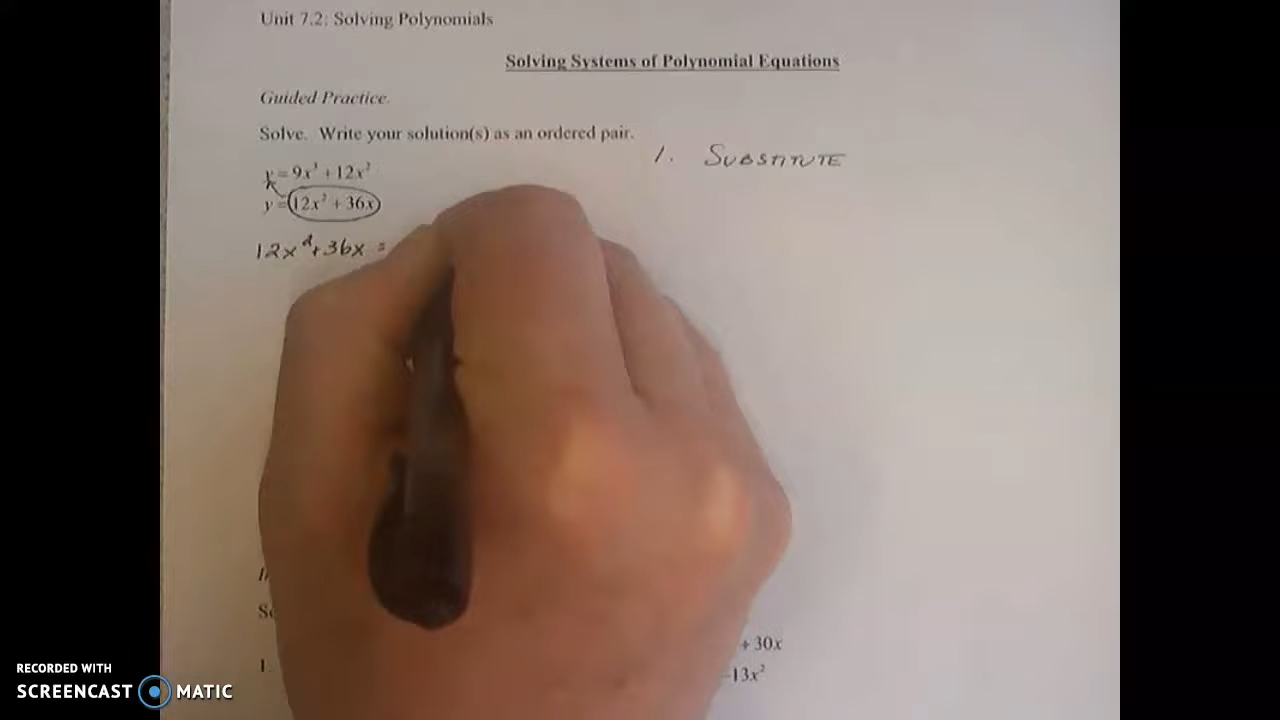 Unit 7.2: Solving Polynomials
Solving Systems of Polynomial Equations
Guided Practice.
Solve. Write your solution(s) as an ordered pair.
1. SUBSTITUTE
y = 9x³ + 12x²
y = 12x² + 36x
12x² + 36x =
+ 30x
1.
-13x²
RECORDED WITH
SCREENCAST MATIC